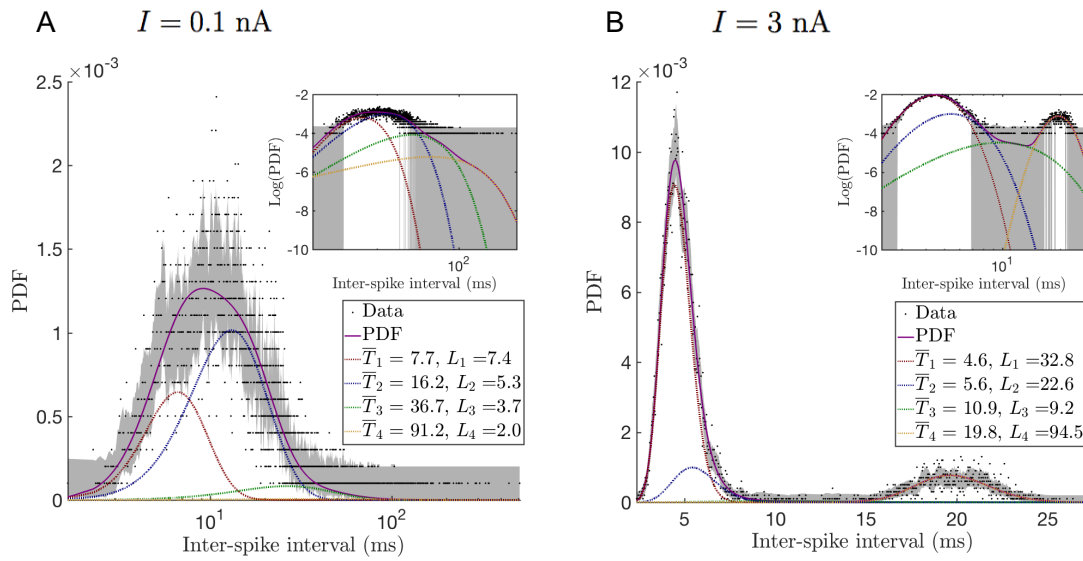 A
I = 0.1 nA
×10⁻³
2.5
2
1.5
1
0.5
0
PDF
10¹
10²
Inter-spike interval (ms)
-2
-4
-6
-8
-10
Log(PDF)
10²
Inter-spike interval (ms)
Data
PDF
T̅₁ = 7.7, L₁ =7.4
T̅₂ = 16.2, L₂ =5.3
T̅₃ = 36.7, L₃ =3.7
T̅₄ = 91.2, L₄ =2.0
B
I = 3 nA
×10⁻³
12
10
8
6
4
2
0
PDF
5
10
15
20
25
Inter-spike interval (ms)
-2
-4
-6
-8
-10
Log(PDF)
10¹
Inter-spike interval (ms)
Data
PDF
T̅₁ = 4.6, L₁ =32.8
T̅₂ = 5.6, L₂ =22.6
T̅₃ = 10.9, L₃ =9.2
T̅₄ = 19.8, L₄ =94.5